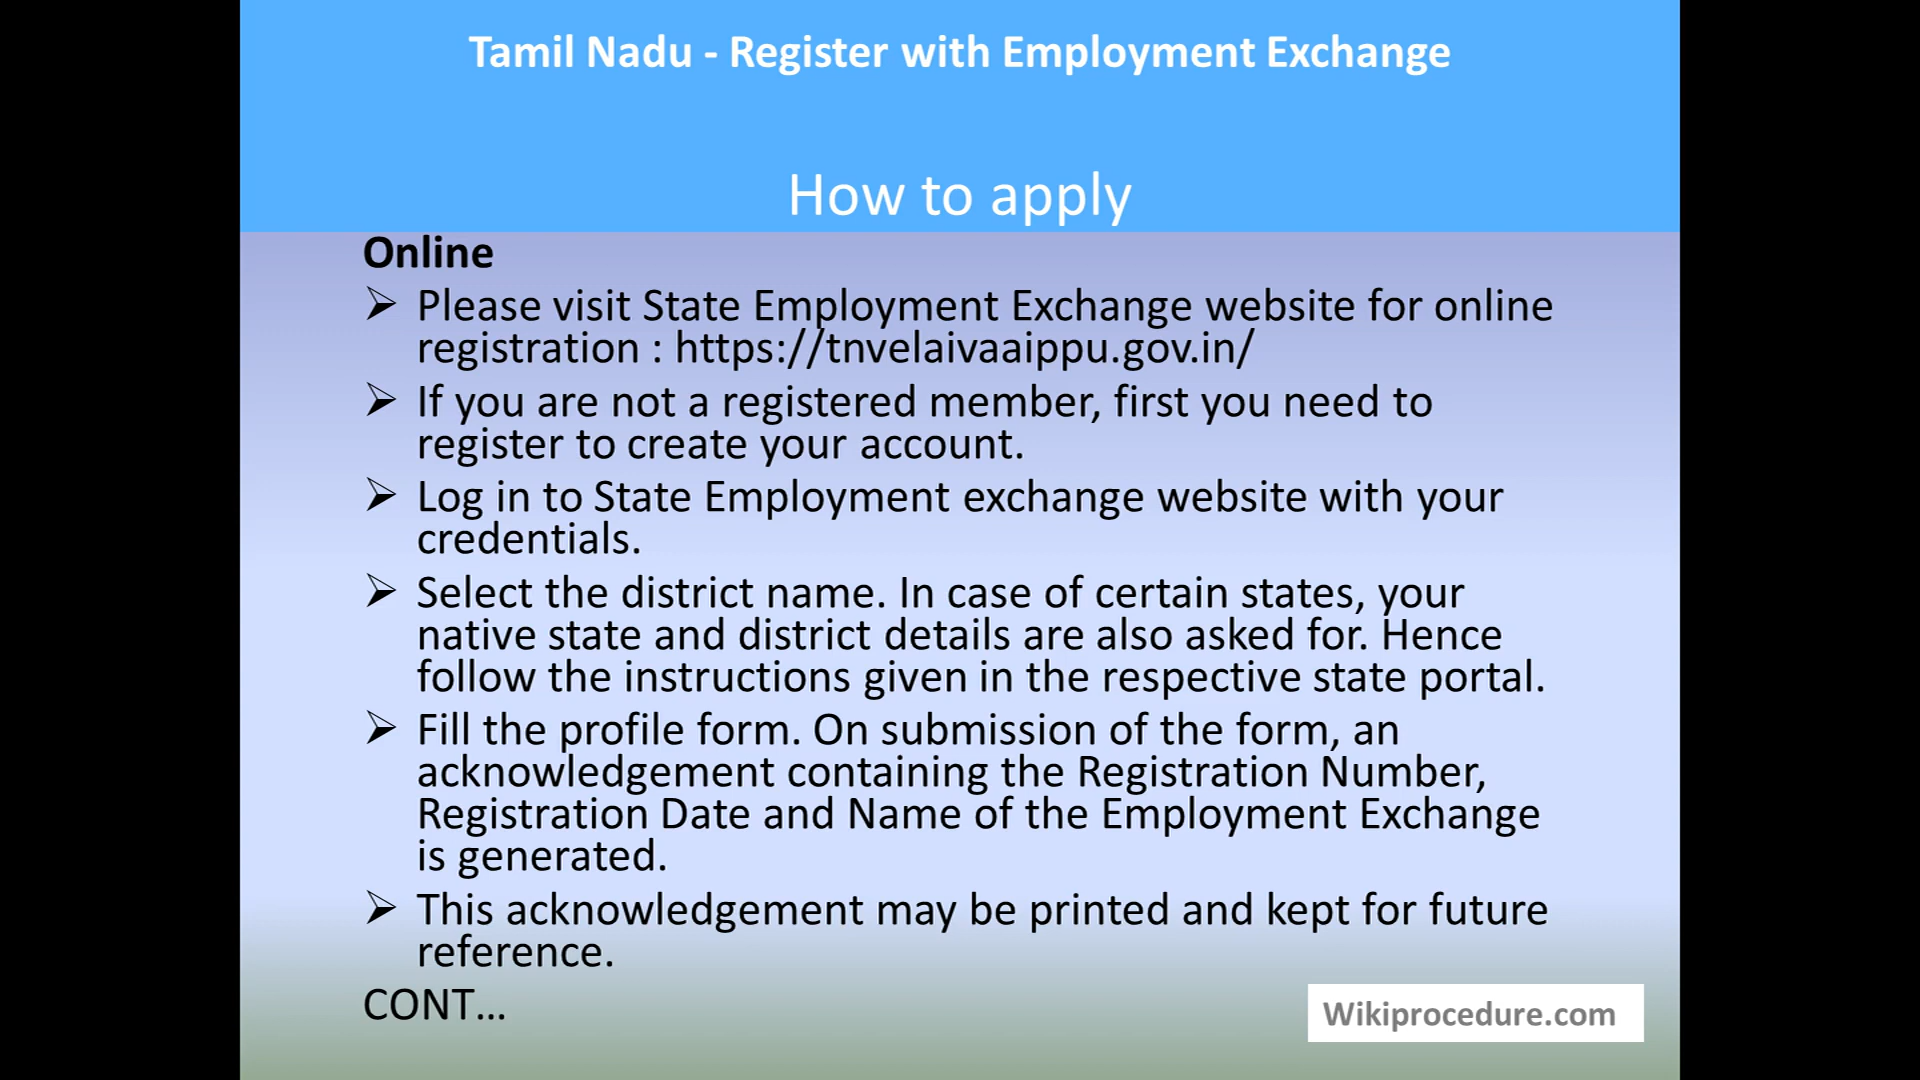 Tamil Nadu - Register with Employment Exchange
How to apply
Online
➢ Please visit State Employment Exchange website for online
registration : https://tnvelaivaaippu.gov.in/
➢ If you are not a registered member, first you need to
register to create your account.
➢ Log in to State Employment exchange website with your
credentials.
➢ Select the district name. In case of certain states, your
native state and district details are also asked for. Hence
follow the instructions given in the respective state portal.
➢ Fill the profile form. On submission of the form, an
acknowledgement containing the Registration Number,
Registration Date and Name of the Employment Exchange
is generated.
➢ This acknowledgement may be printed and kept for future
reference.
CONT...
Wikiprocedure.com